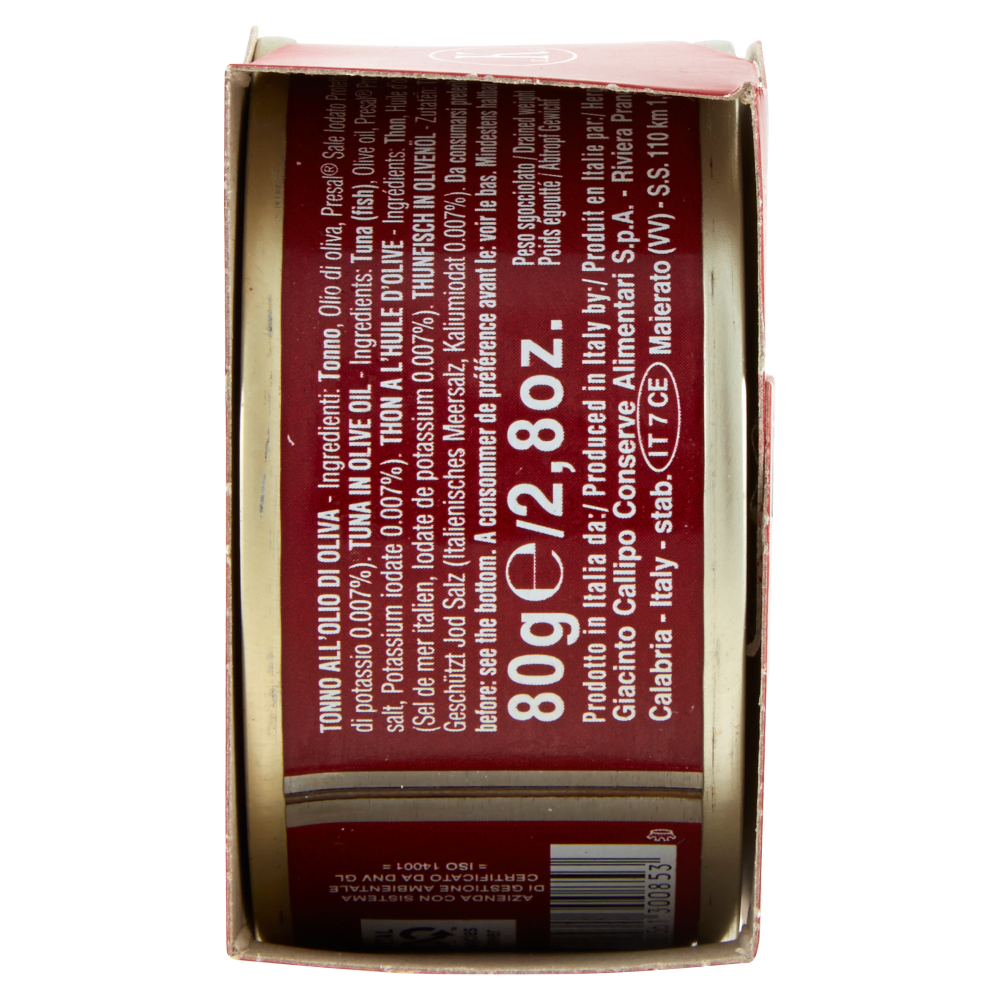 TONNO ALL'OLIO DI OLIVA - Ingredienti: Tonno, Olio di oliva, Presal® Sale Iodato
di potassio 0.007%). TUNA IN OLIVE OIL - Ingredients: Tuna (fish), Olive oil, Presal®
salt, Potassium iodate 0.007%). THON A L'HUILE D'OLIVE - Ingrédients: Thon, Huile
(Sel de mer italien, Iodate de potassium 0.007%). THUNFISCH IN OLIVENÖL - Zutaten:
Geschützt Jod Salz (Italienisches Meersalz, Kaliumiodat 0.007%). Da consumarsi
before: see the bottom. A consommer de préférence avant le: voir le bas. Mindestens
80g e/2,8oz.
Peso sgocciolato / Drained
Poids égoutté / Abtropf Gewicht
Prodotto in Italia da:/ Produced in Italy by:/ Produit en Italie par:/
Giacinto Callipo Conserve Alimentari S.p.A. - Riviera
Calabria - Italy - stab. IT 7 CE Maierato (VV) - S.S. 110 km
AZIENDA CON SISTEMA
DI GESTIONE AMBIENTALE
CERTIFICATO DA DNV GL
= ISO 14001 =
300853